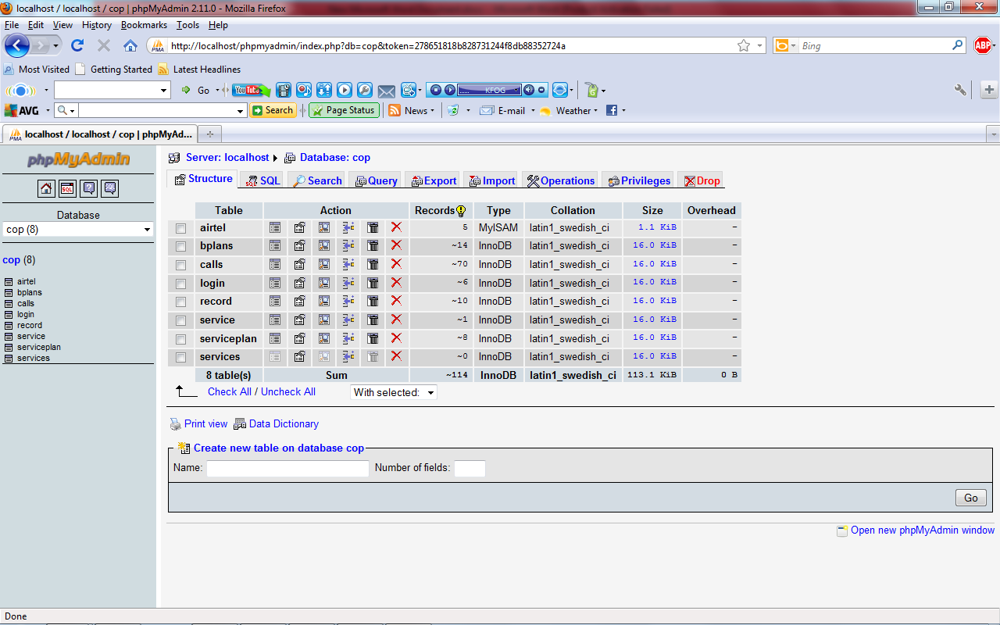 localhost / localhost / cop | phpMyAdmin 2.11.0 - Mozilla Firefox
File Edit View History Bookmarks Tools Help
PMA http://localhost/phpmyadmin/index.php?db=cop&token=278651818b828731244f8db88352724a Bing ABP
Most Visited Getting Started Latest Headlines
Go YouTube KFOG
AVG Search Page Status News E-mail Weather
PMA localhost / localhost / cop | phpMyAd...
phpMyAdmin
SQL
Database
cop (8)
cop (8)
airtel
bplans
calls
login
record
service
serviceplan
services
Server: localhost Database: cop
Structure SQL Search Query Export Import Operations Privileges Drop
Table Action Records Type Collation Size Overhead
airtel 5 MyISAM latin1_swedish_ci 1.1 KiB -
bplans ~14 InnoDB latin1_swedish_ci 16.0 KiB -
calls ~70 InnoDB latin1_swedish_ci 16.0 KiB -
login ~6 InnoDB latin1_swedish_ci 16.0 KiB -
record ~10 InnoDB latin1_swedish_ci 16.0 KiB -
service ~1 InnoDB latin1_swedish_ci 16.0 KiB -
serviceplan ~8 InnoDB latin1_swedish_ci 16.0 KiB -
services ~0 InnoDB latin1_swedish_ci 16.0 KiB -
8 table(s) Sum ~114 InnoDB latin1_swedish_ci 113.1 KiB 0 B
Check All / Uncheck All With selected:
Print view Data Dictionary
Create new table on database cop
Name: Number of fields:
Go
Open new phpMyAdmin window
Done